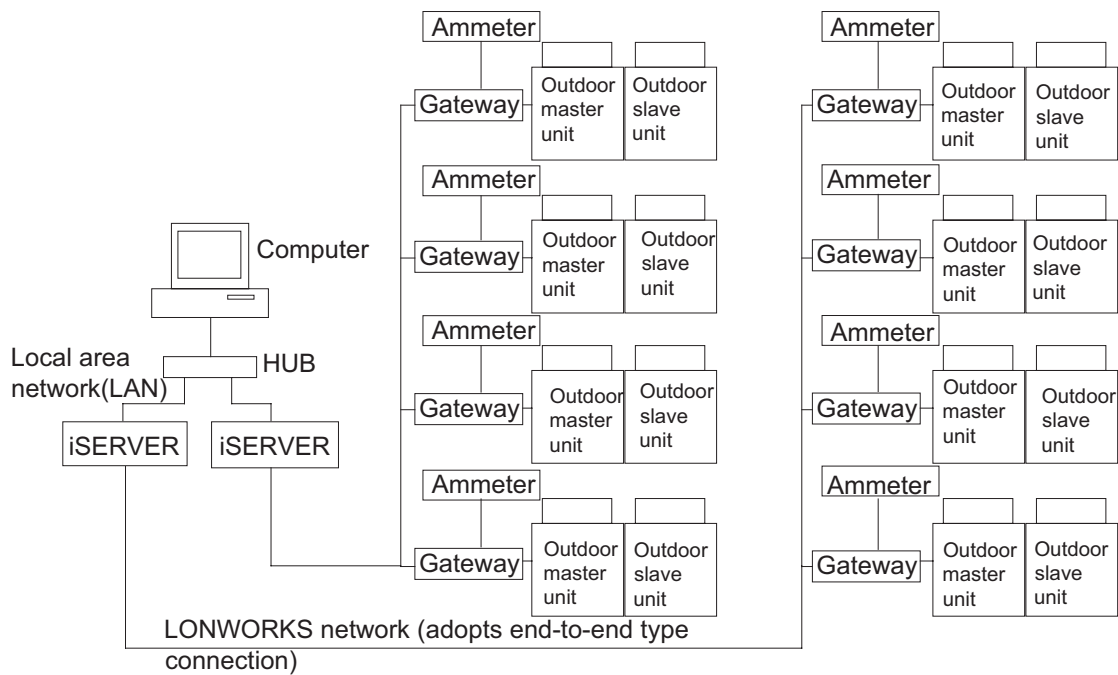 Ammeter
Gateway
Outdoor
master
unit
Outdoor
slave
unit
Ammeter
Gateway
Outdoor
master
unit
Outdoor
slave
unit
Ammeter
Gateway
Outdoor
master
unit
Outdoor
slave
unit
Ammeter
Gateway
Outdoor
master
unit
Outdoor
slave
unit
Computer
Local area
network(LAN)
HUB
iSERVER
iSERVER
Ammeter
Gateway
Outdoor
master
unit
Outdoor
slave
unit
Ammeter
Gateway
Outdoor
master
unit
Outdoor
slave
unit
Ammeter
Gateway
Outdoor
master
unit
Outdoor
slave
unit
Ammeter
Gateway
Outdoor
master
unit
Outdoor
slave
unit
LONWORKS network (adopts end-to-end type
connection)